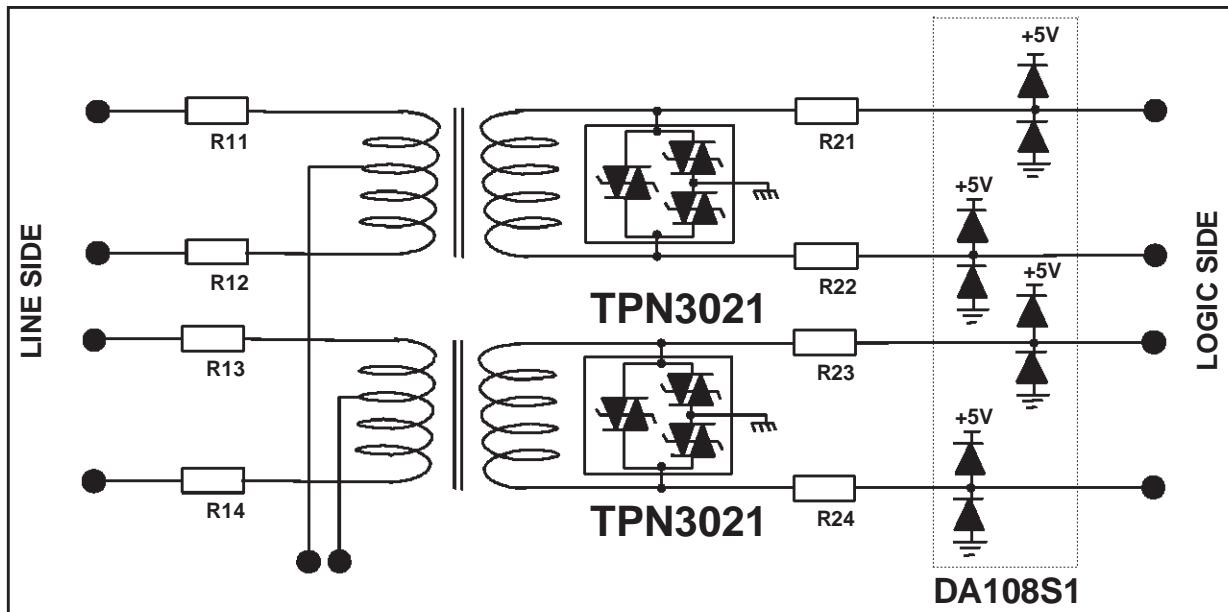 +5V
R11
R21
+5V
R12
R22
+5V
LINE SIDE
LOGIC SIDE
TPN3021
R13
R23
+5V
R14
TPN3021
R24
DA108S1